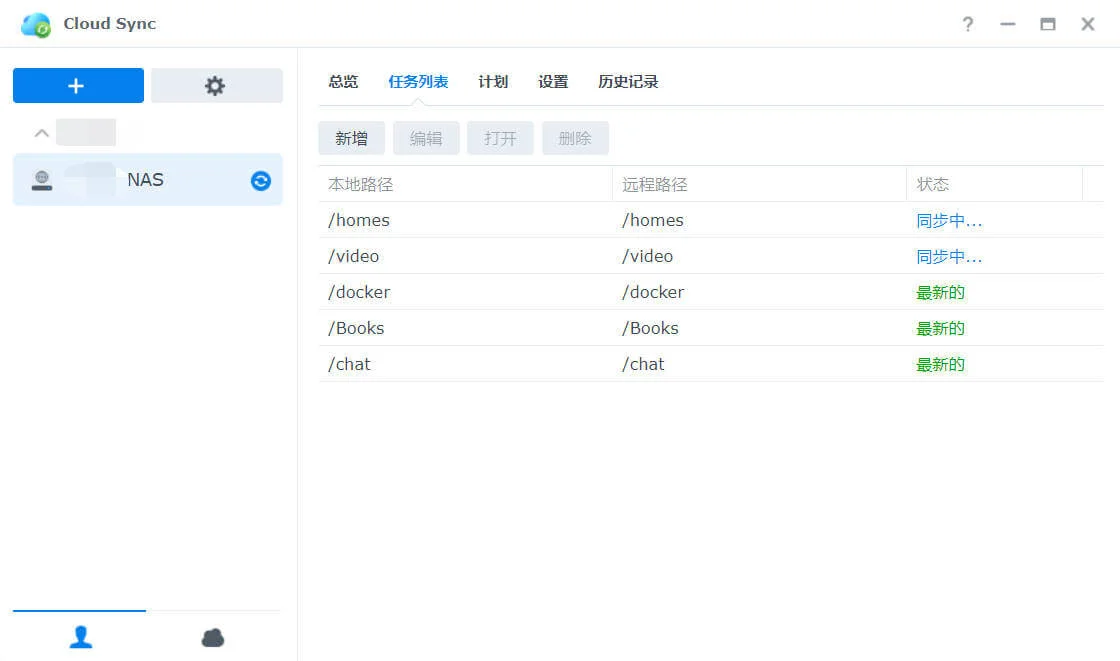 Cloud Sync
总览 任务列表 计划 设置 历史记录
新增 编辑 打开 删除
NAS
本地路径 远程路径 状态
/homes /homes 同步中...
/video /video 同步中...
/docker /docker 最新的
/Books /Books 最新的
/chat /chat 最新的